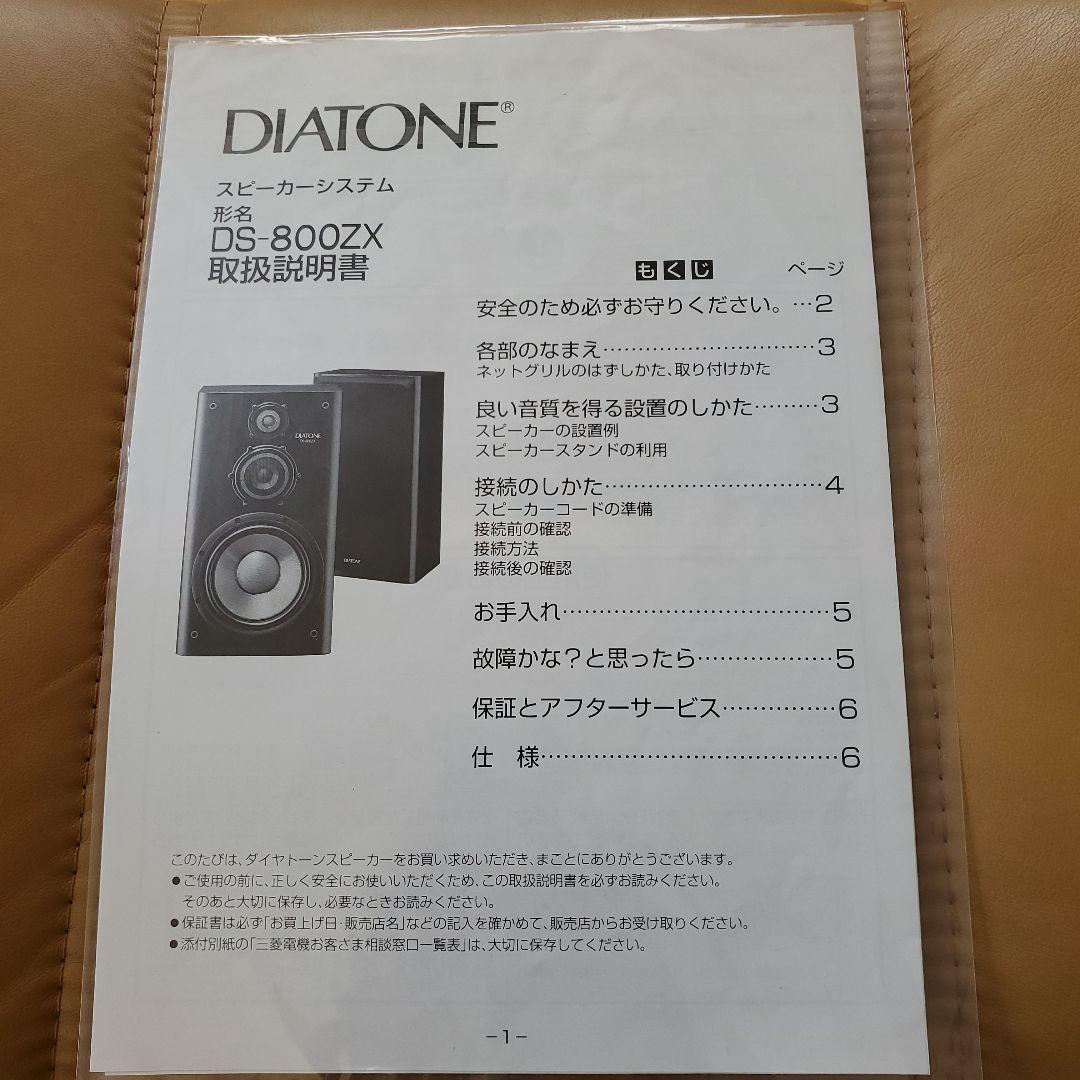 DIATONE®
スピーカーシステム
形名
DS-800ZX
取扱説明書
もくじ ページ
安全のため必ずお守りください。…2
各部のなまえ…………………………3
ネットグリルのはずしかた、取り付けかた
良い音質を得る設置のしかた………3
スピーカーの設置例
スピーカースタンドの利用
接続のしかた…………………………4
スピーカーコードの準備
接続前の確認
接続方法
接続後の確認
お手入れ………………………………5
故障かな?と思ったら………………5
保証とアフターサービス……………6
仕 様…………………………………6
DIATONE
DIATONE
このたびは、ダイヤトーンスピーカーをお買い求めいただき、まことにありがとうございます。
●ご使用の前に、正しく安全にお使いいただくため、この取扱説明書を必ずお読みください。
そのあと大切に保存し、必要なときお読みください。
●保証書は必ず「お買上げ日・販売店名」などの記入を確かめて、販売店からお受け取りください。
●添付別紙の「三菱電機お客さま相談窓口一覧表」は、大切に保存してください。
−1−